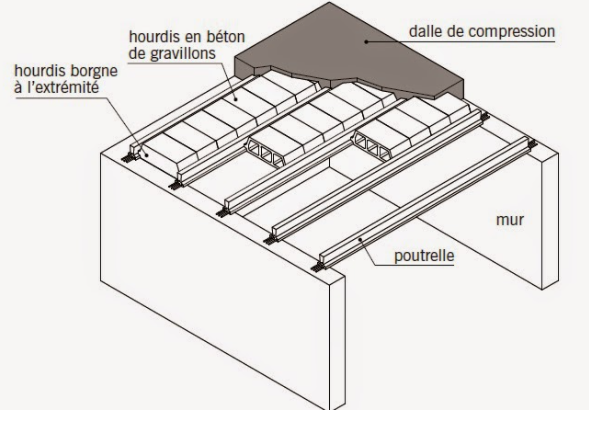 dalle de compression
hourdis en béton
de gravillons
hourdis borgne
à l'extrémité
mur
poutrelle